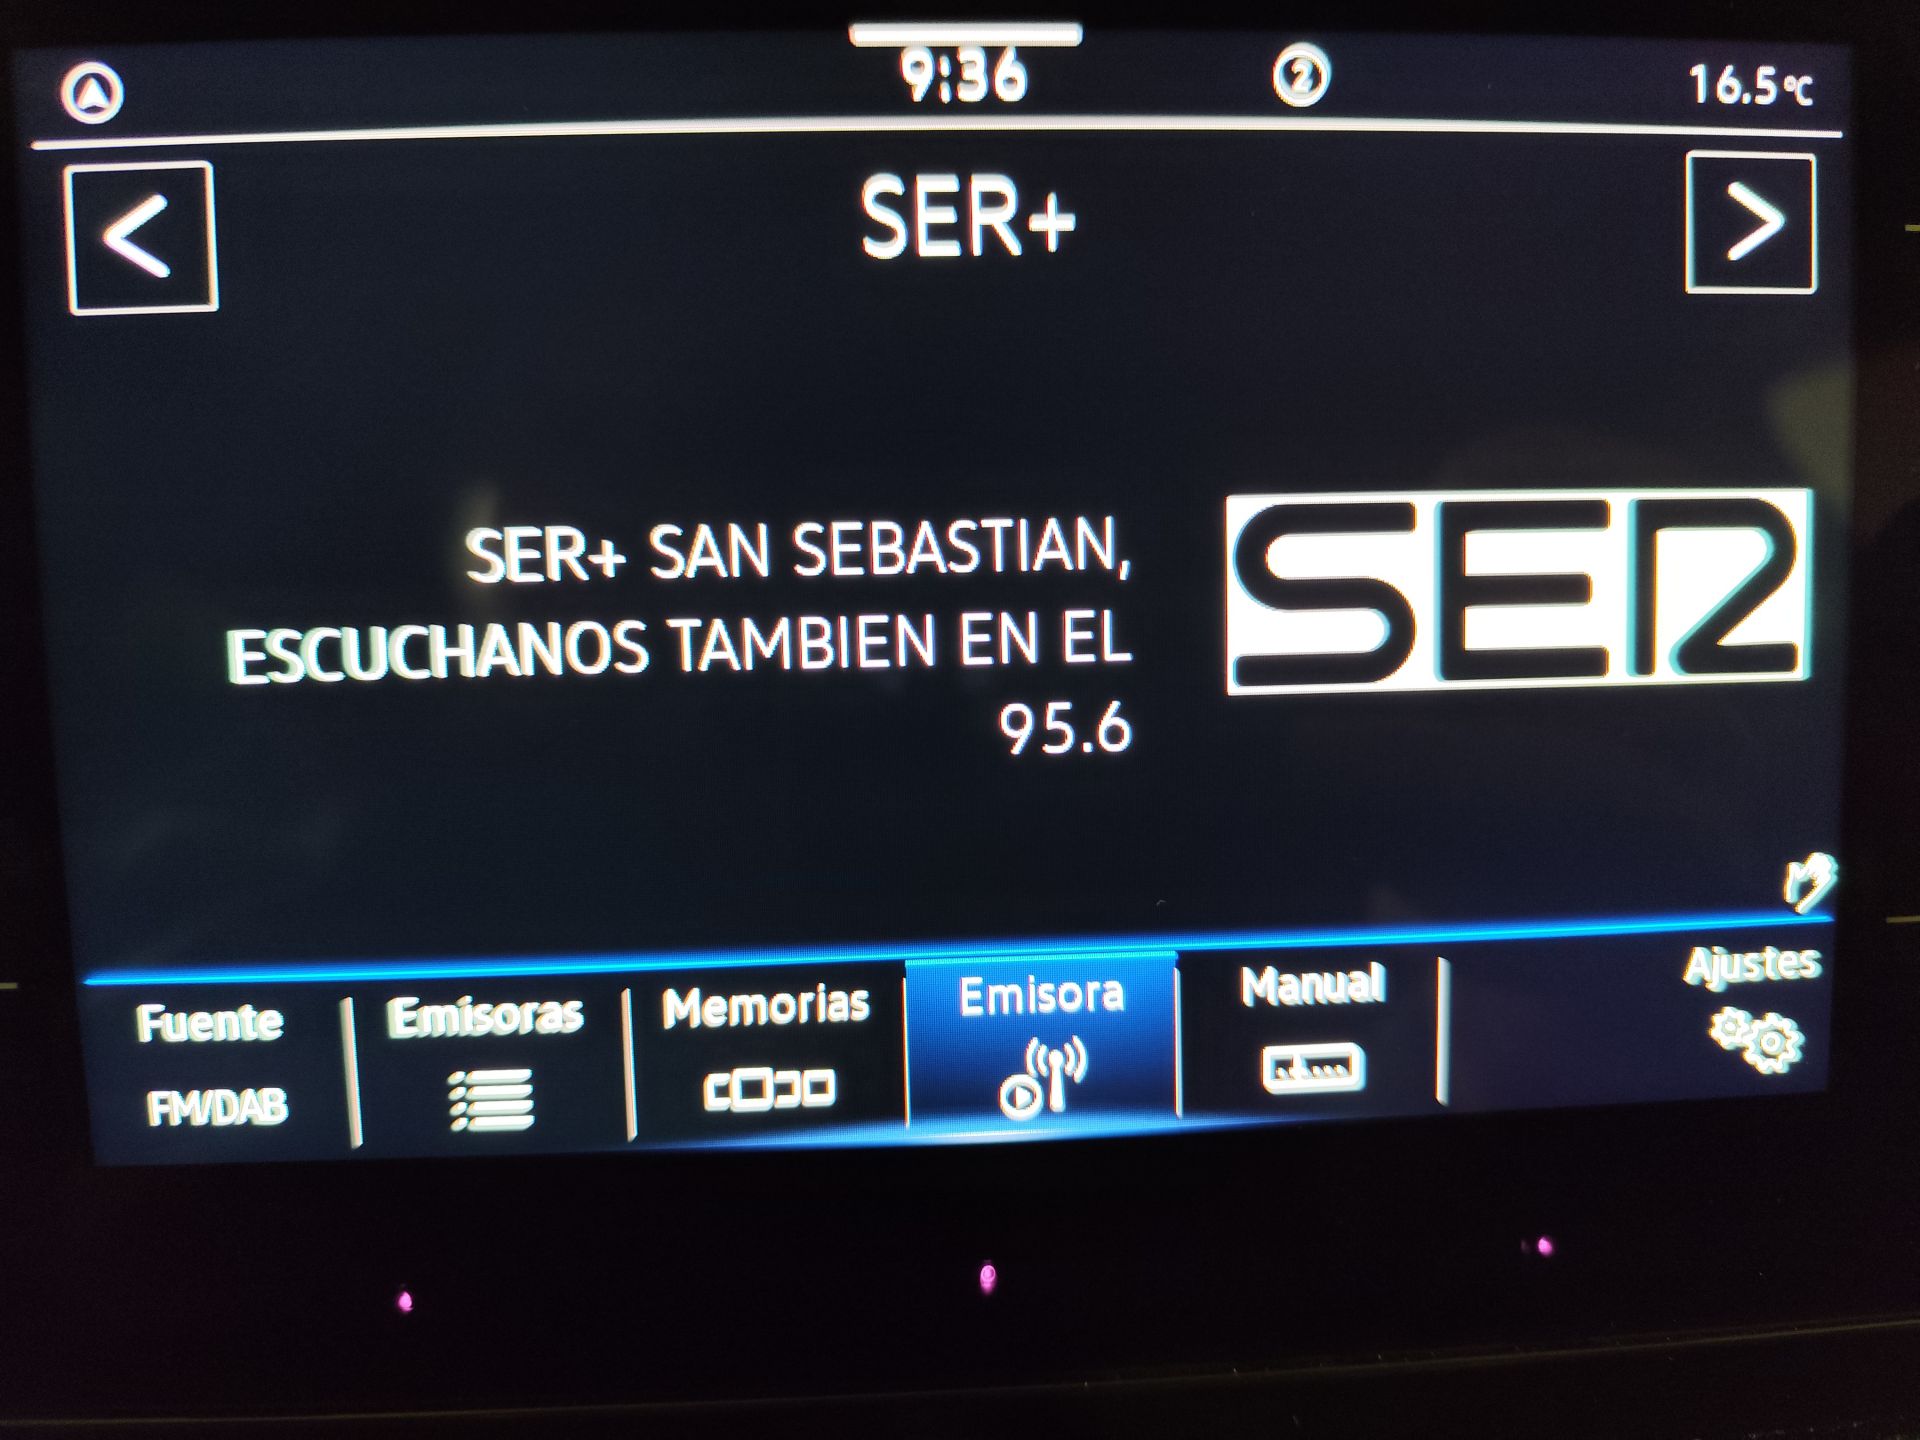 9:36
2
16.5°C
<
SER+
>
SER+ SAN SEBASTIAN,
ESCUCHANOS TAMBIEN EN EL
95.6
SER
Fuente
FM/DAB
Emisoras
Memorias
Emisora
Manual
Ajustes